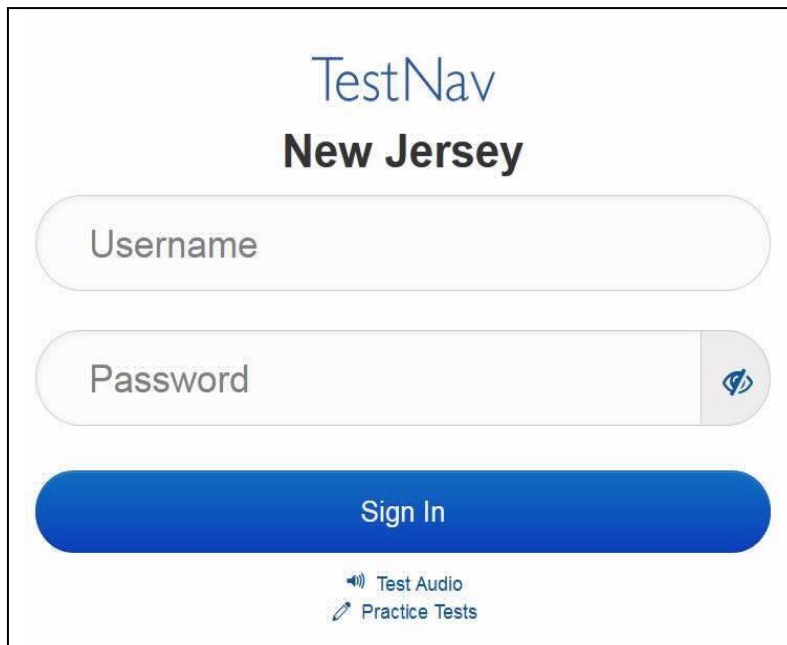 TestNav
New Jersey
Username
Password
Sign In
Test Audio
Practice Tests